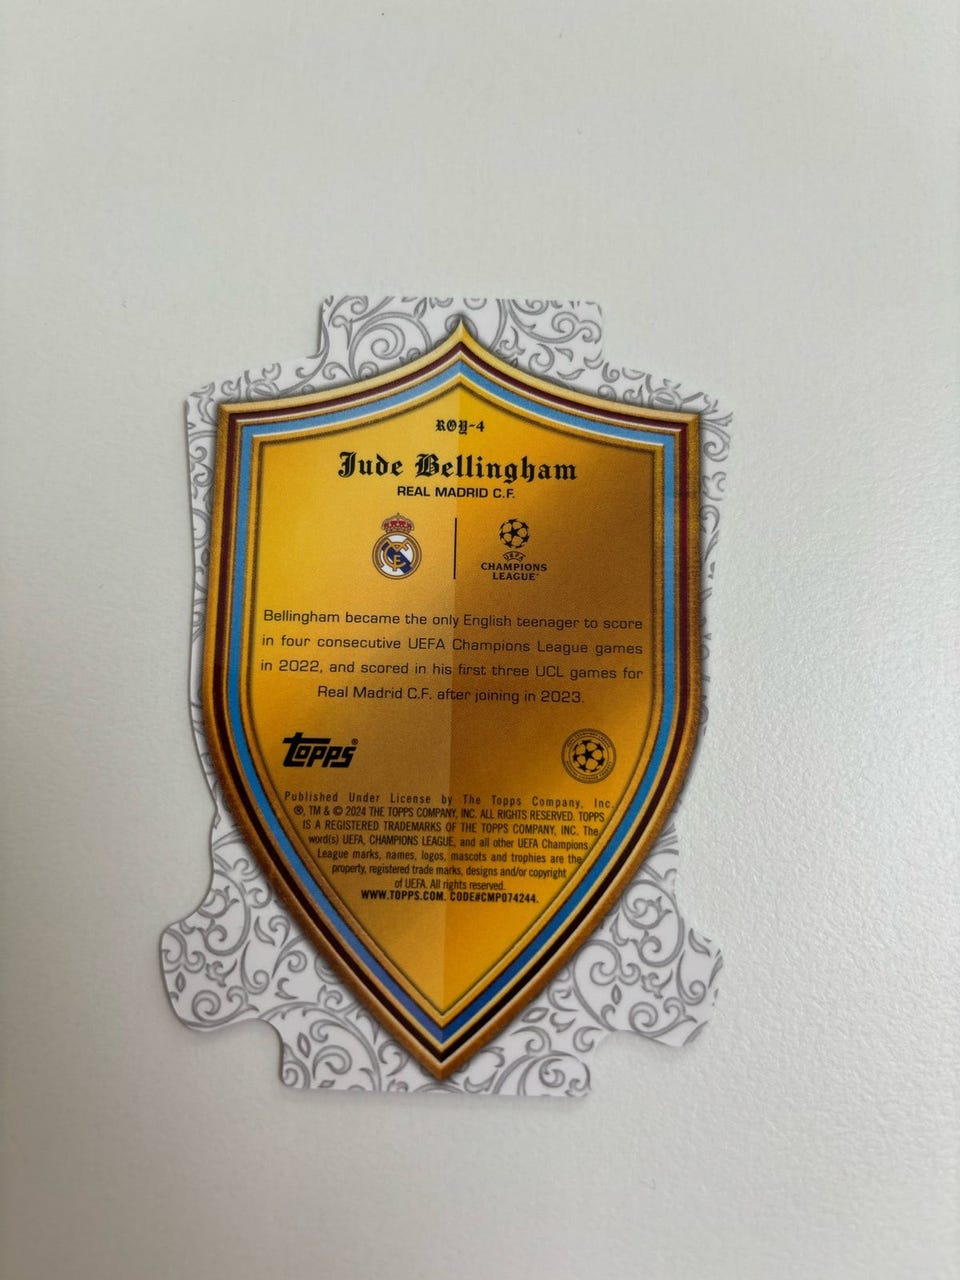 ROY-4
Jude Bellingham
REAL MADRID C.F.
UEFA
CHAMPIONS
LEAGUE
Bellingham became the only English teenager to score
in four consecutive UEFA Champions League games
in 2022, and scored in his first three UCL games for
Real Madrid C.F. after joining in 2023.
topps®
Published Under License by The Topps Company, Inc.
®, TM & © 2024 THE TOPPS COMPANY, INC. ALL RIGHTS RESERVED. TOPPS
IS A REGISTERED TRADEMARKS OF THE TOPPS COMPANY, INC. The
word(s) UEFA, CHAMPIONS LEAGUE, and all other UEFA Champions
League marks, names, logos, mascots and trophies are the
property, registered trade marks, designs and/or copyright
of UEFA. All rights reserved.
WWW.TOPPS.COM. CODE#CMP074244.